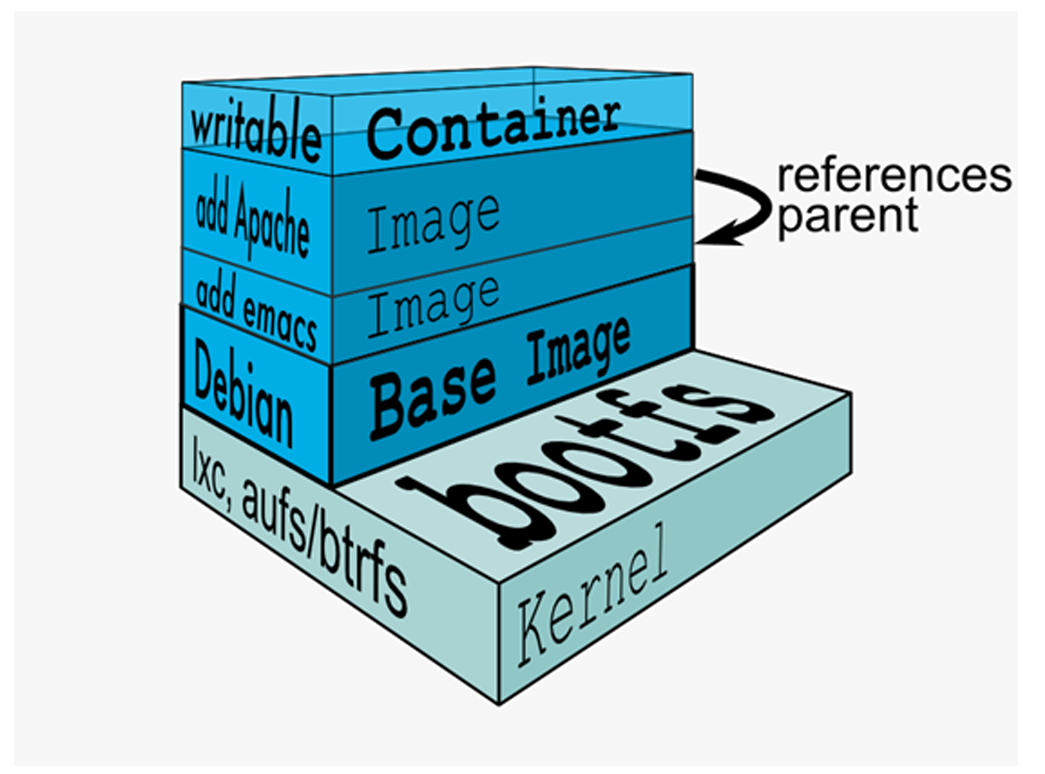 writable Container
add Apache Image
references
parent
add emacs Image
Debian Base Image
bootfs
lxc, aufs/btrfs
Kernel